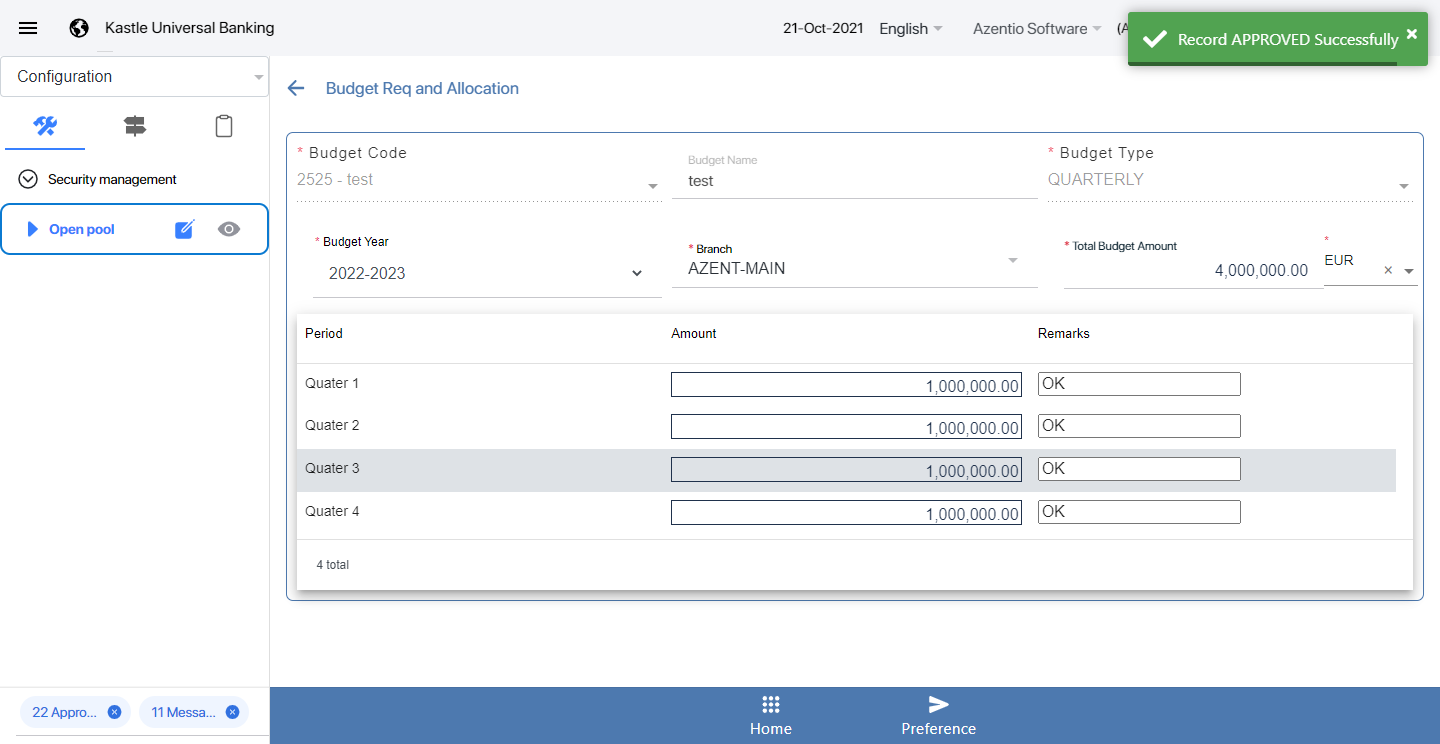 Kastle Universal Banking
21-Oct-2021 English Azentio Software (A
Record APPROVED Successfully ×
Configuration
Security management
Open pool
22 Appro...
11 Messa...
Budget Req and Allocation
* Budget Code
2525 - test
Budget Name
test
* Budget Type
QUARTERLY
* Budget Year
2022-2023
* Branch
AZENT-MAIN
* Total Budget Amount
4,000,000.00
*
EUR ×
Period Amount Remarks
Quater 1 1,000,000.00 OK
Quater 2 1,000,000.00 OK
Quater 3 1,000,000.00 OK
Quater 4 1,000,000.00 OK
4 total
Home
Preference